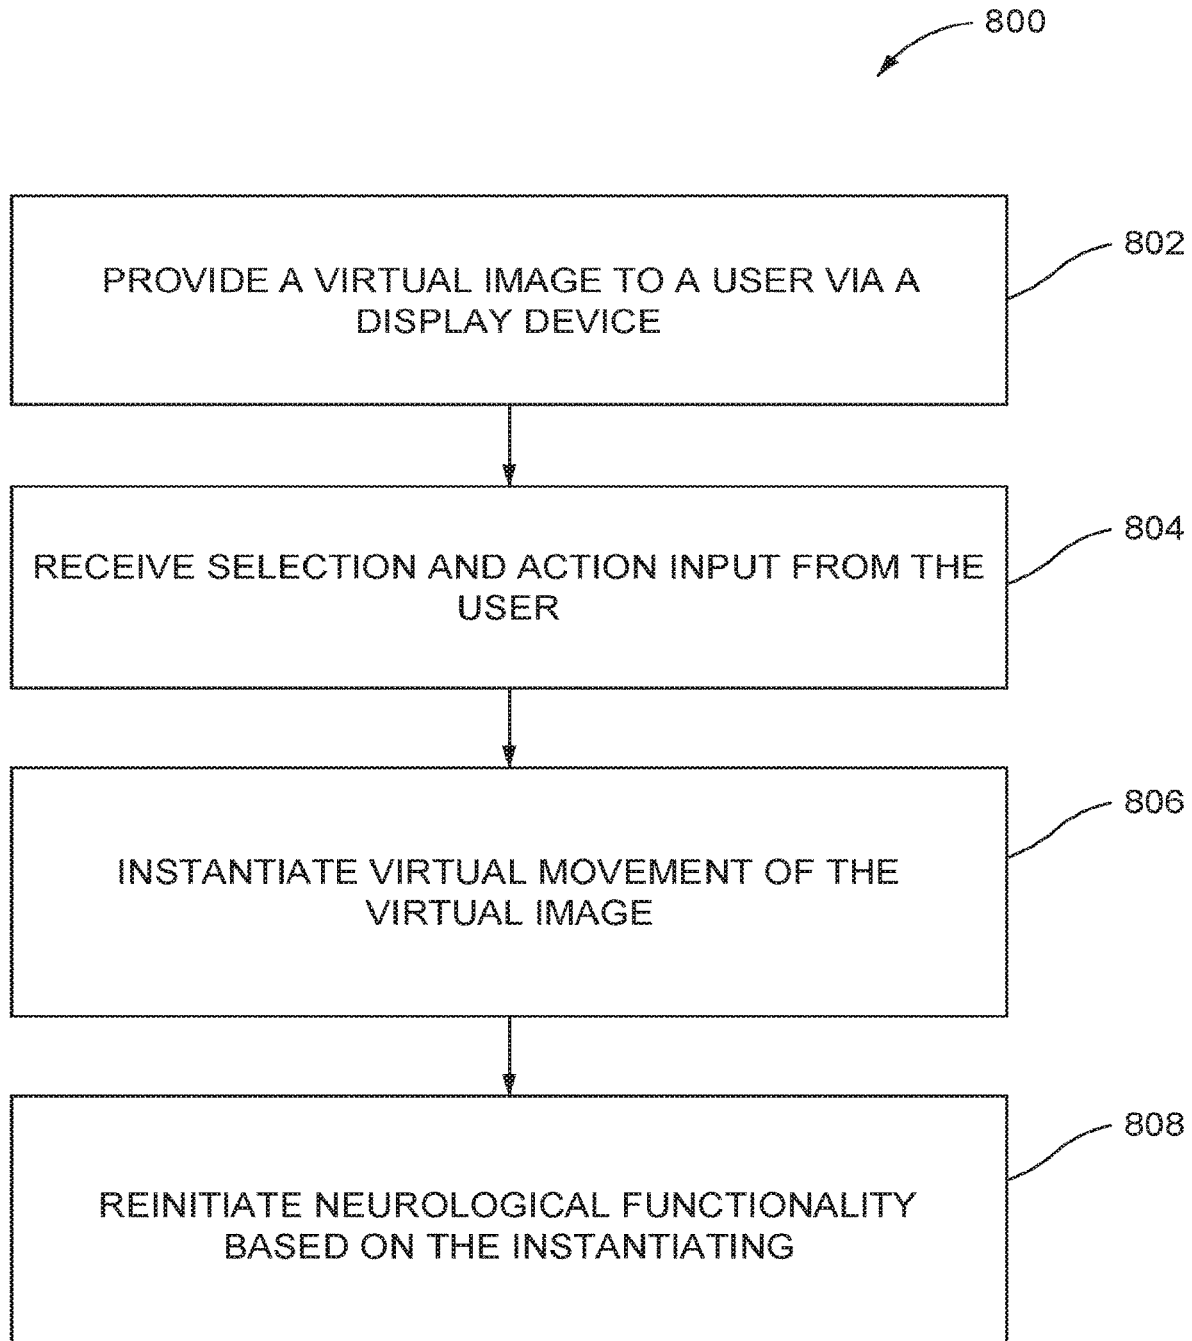 800
PROVIDE A VIRTUAL IMAGE TO A USER VIA A
DISPLAY DEVICE
802
RECEIVE SELECTION AND ACTION INPUT FROM THE
USER
804
INSTANTIATE VIRTUAL MOVEMENT OF THE
VIRTUAL IMAGE
806
REINITIATE NEUROLOGICAL FUNCTIONALITY
BASED ON THE INSTANTIATING
808